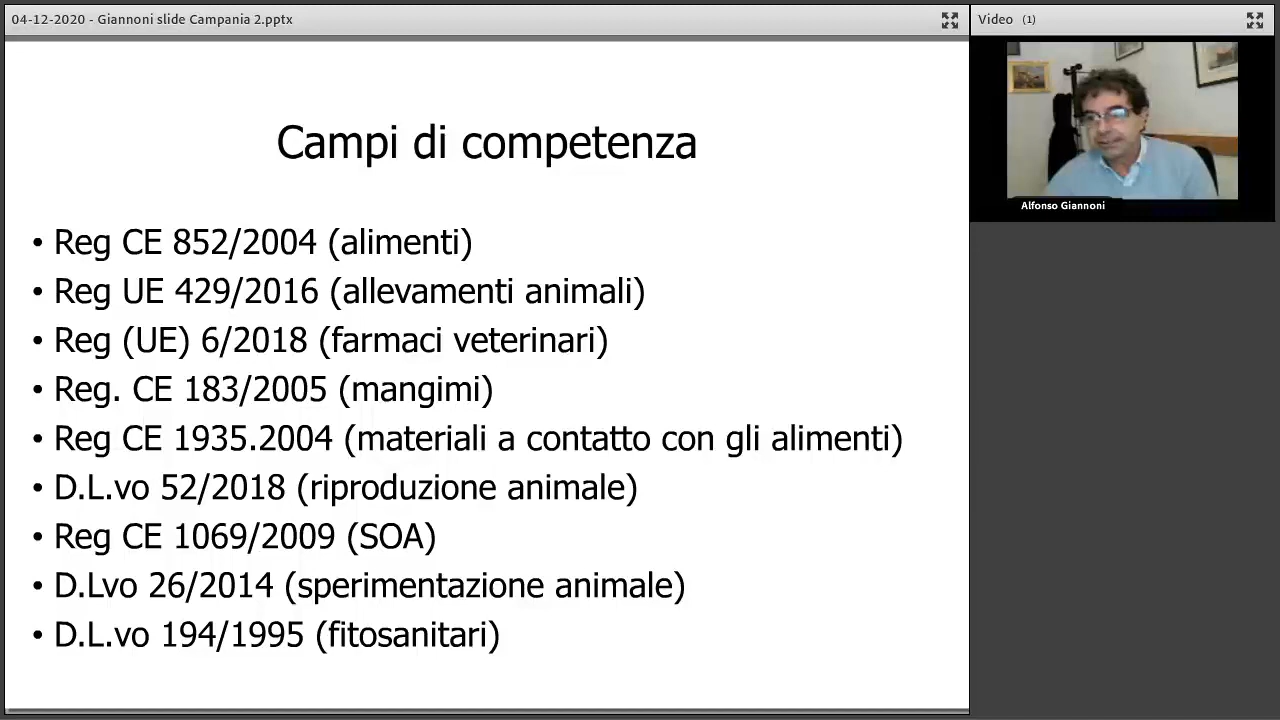 04-12-2020 - Giannoni slide Campania 2.pptx
Video (1)
Alfonso Giannoni
Campi di competenza
• Reg CE 852/2004 (alimenti)
• Reg UE 429/2016 (allevamenti animali)
• Reg (UE) 6/2018 (farmaci veterinari)
• Reg. CE 183/2005 (mangimi)
• Reg CE 1935.2004 (materiali a contatto con gli alimenti)
• D.L.vo 52/2018 (riproduzione animale)
• Reg CE 1069/2009 (SOA)
• D.Lvo 26/2014 (sperimentazione animale)
• D.L.vo 194/1995 (fitosanitari)